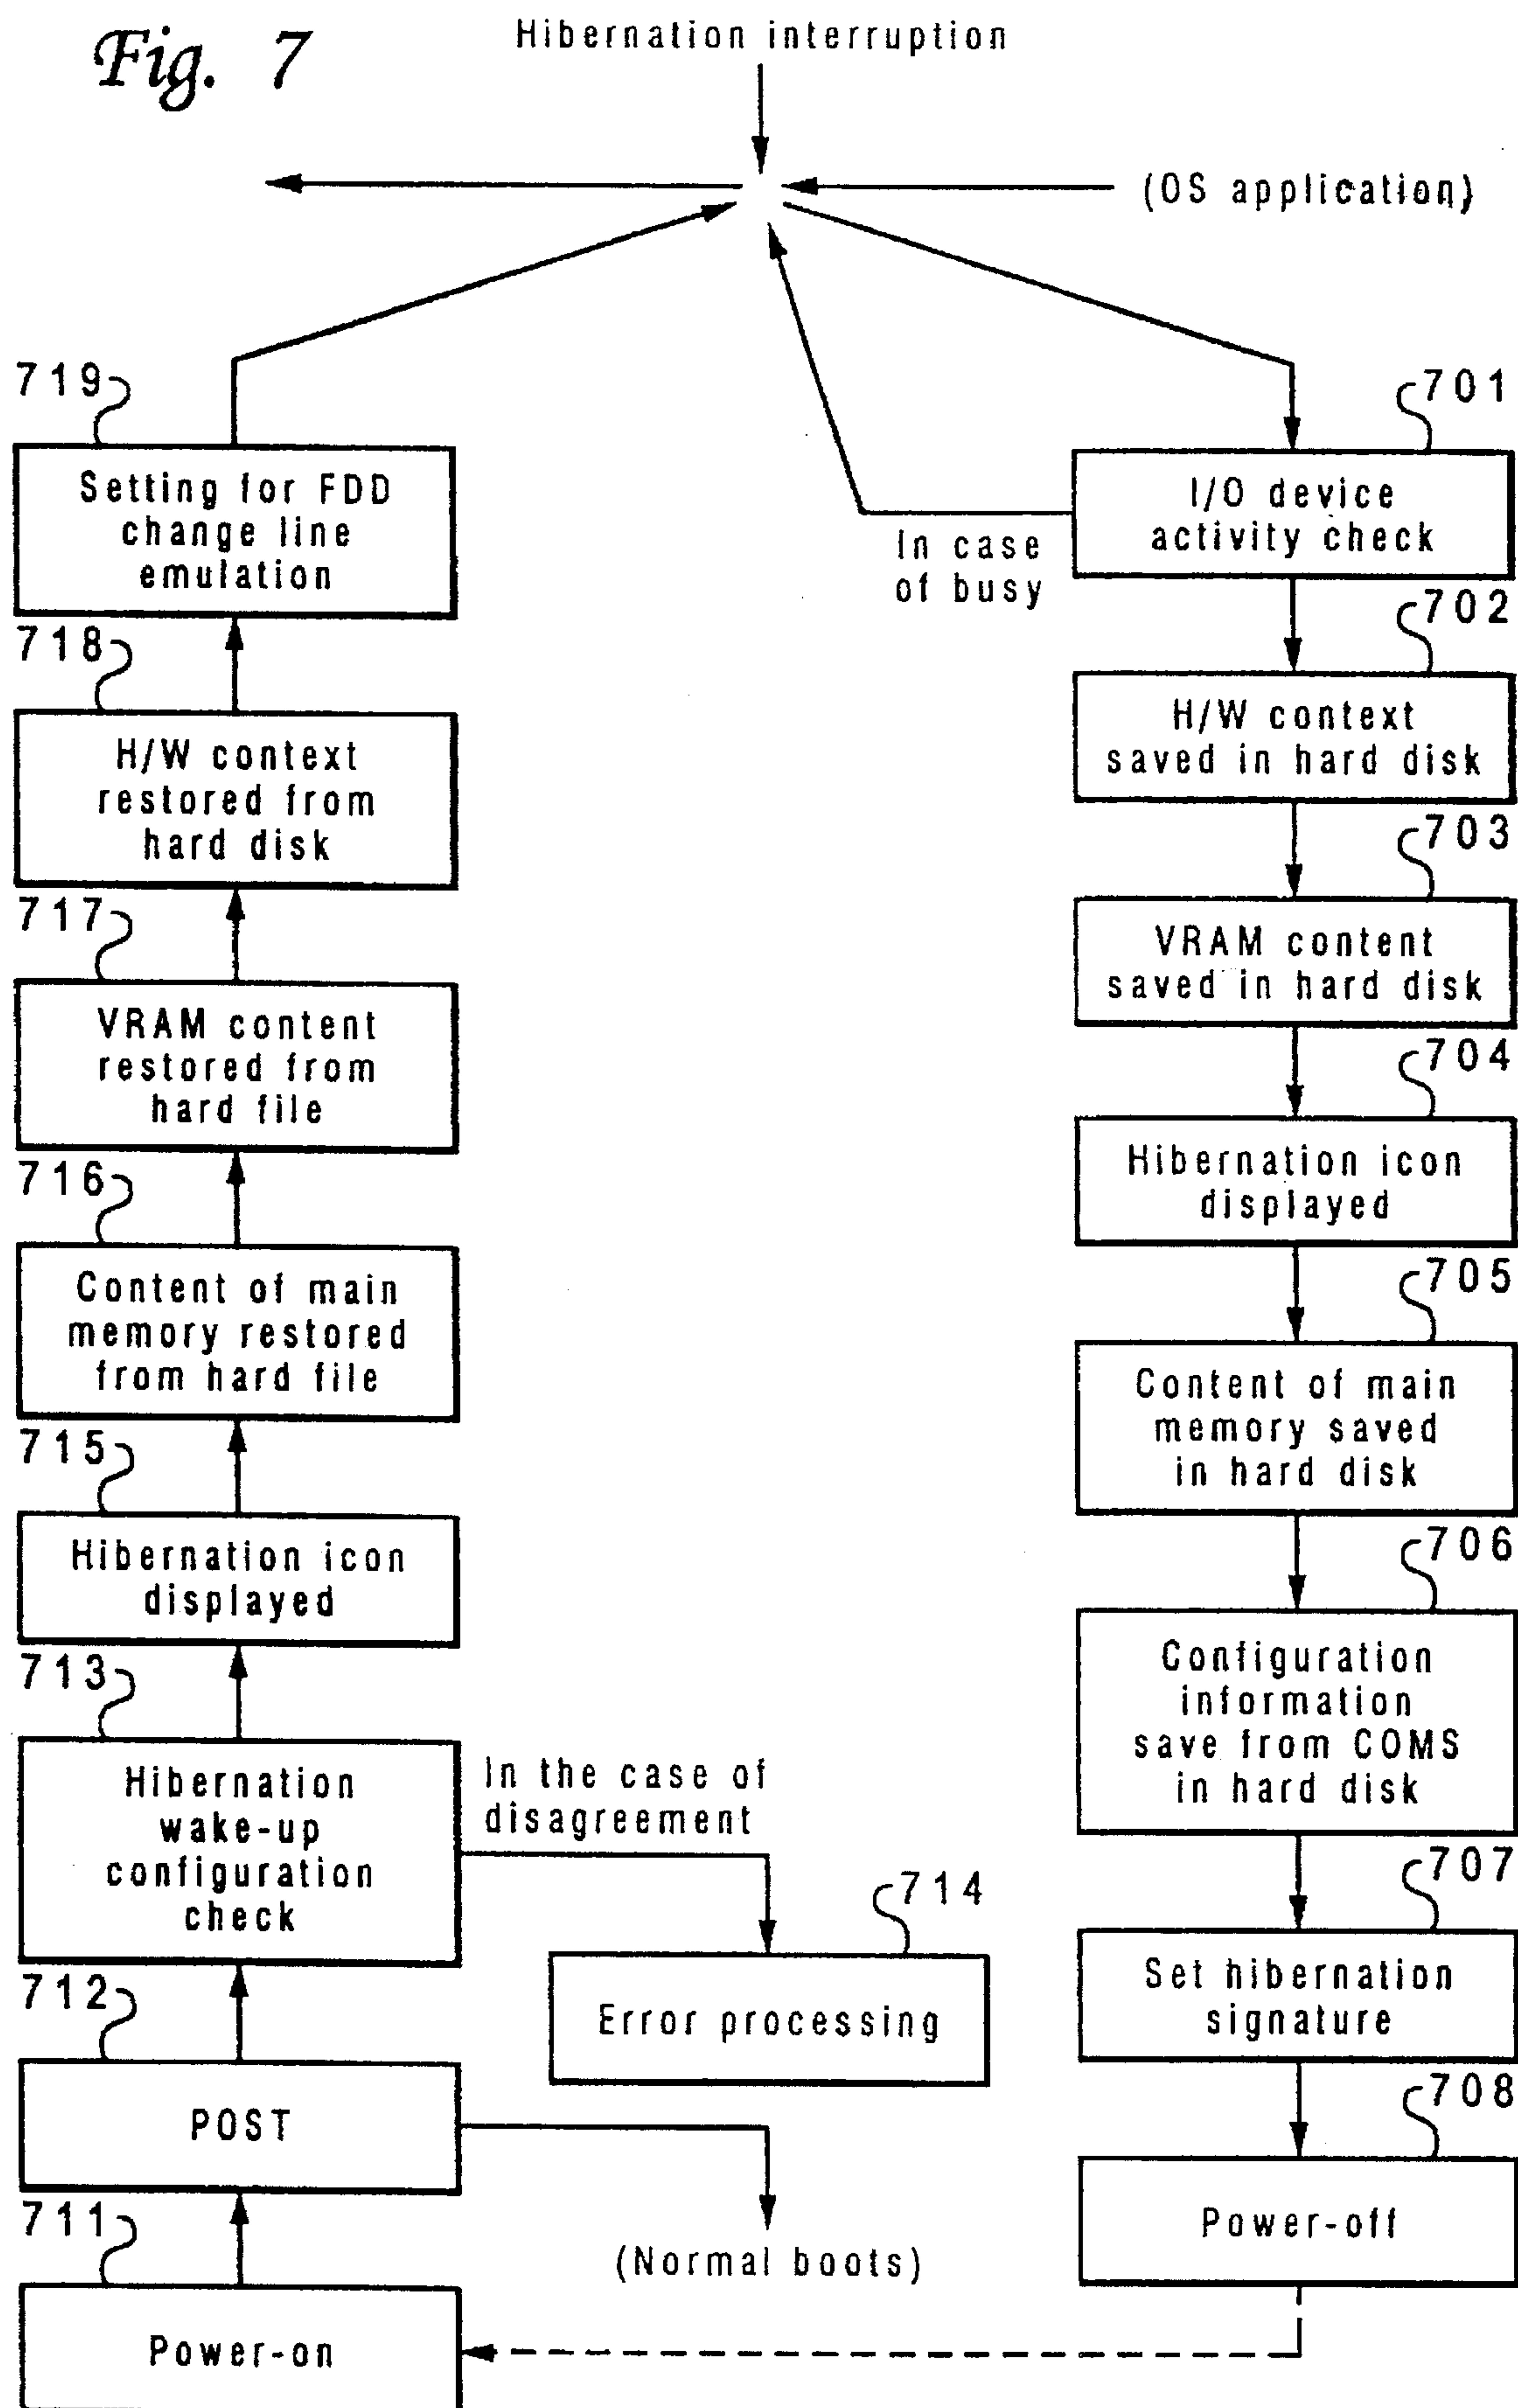 Fig. 7
Hibernation interruption
(OS application)
701
I/O device
activity check
In case
of busy
702
H/W context
saved in hard disk
703
VRAM content
saved in hard disk
704
Hibernation icon
displayed
705
Content of main
memory saved
in hard disk
706
Configuration
information
save from COMS
in hard disk
707
Set hibernation
signature
708
Power-off
719
Setting for FDD
change line
emulation
718
H/W context
restored from
hard disk
717
VRAM content
restored from
hard file
716
Content of main
memory restored
from hard file
715
Hibernation icon
displayed
713
Hibernation
wake-up
configuration
check
In the case of
disagreement
714
Error processing
712
POST
(Normal boots)
711
Power-on